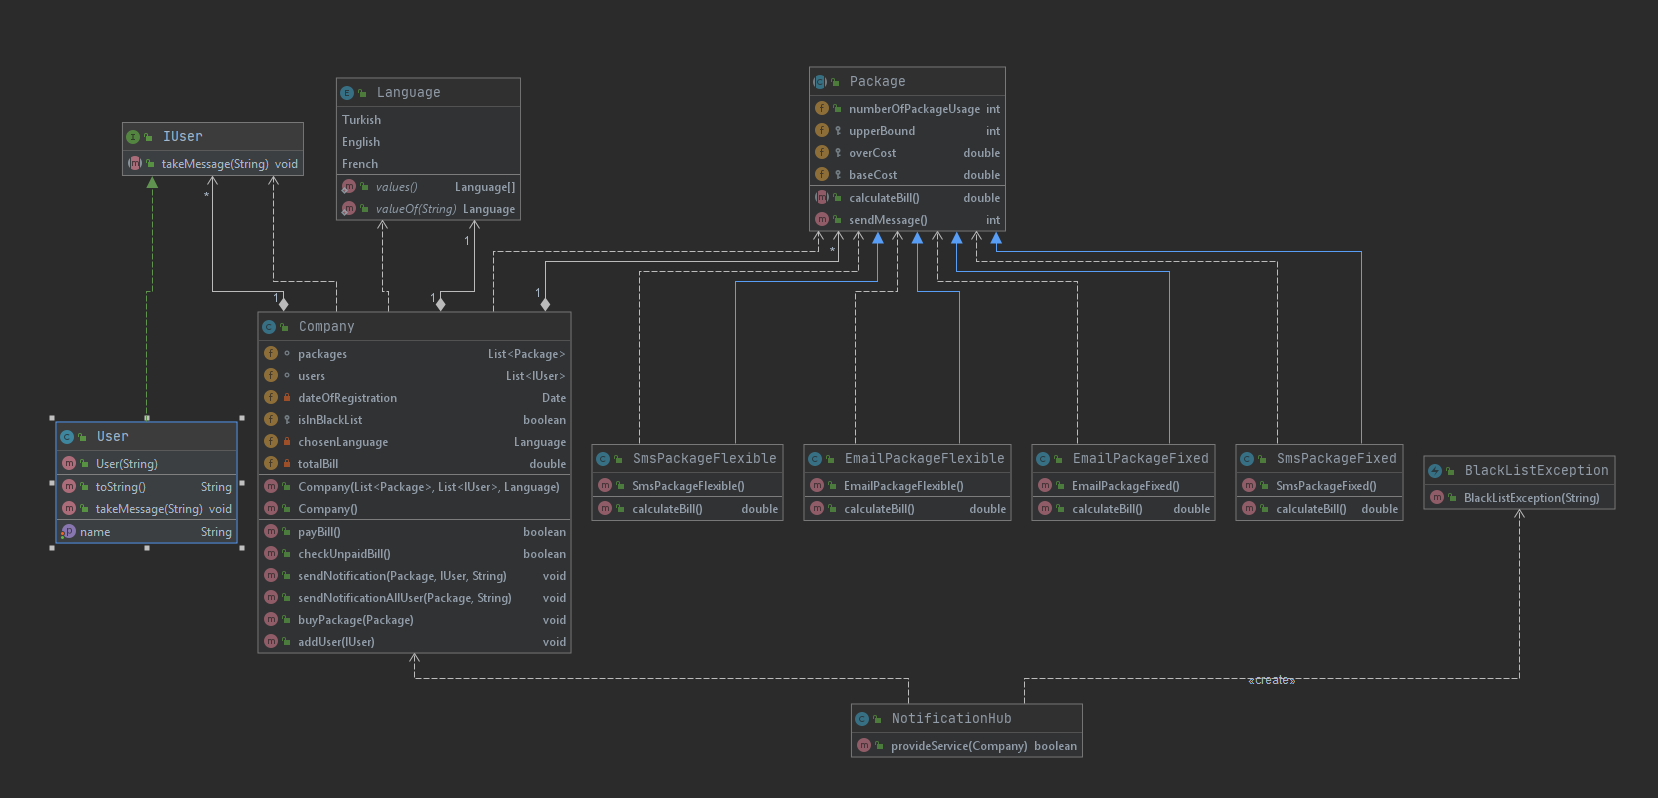 IUser
takeMessage(String) void
Language
Turkish
English
French
values() Language[]
valueOf(String) Language
Package
numberOfPackageUsage int
upperBound int
overCost double
baseCost double
calculateBill() double
sendMessage() int
*
1
*
1
1
1
Company
packages List<Package>
users List<IUser>
dateOfRegistration Date
isInBlackList boolean
chosenLanguage Language
totalBill double
Company(List<Package>, List<IUser>, Language)
Company()
payBill() boolean
checkUnpaidBill() boolean
sendNotification(Package, IUser, String) void
sendNotificationAllUser(Package, String) void
buyPackage(Package) void
addUser(IUser) void
User
User(String)
toString() String
takeMessage(String) void
name String
SmsPackageFlexible
SmsPackageFlexible()
calculateBill() double
EmailPackageFlexible
EmailPackageFlexible()
calculateBill() double
EmailPackageFixed
EmailPackageFixed()
calculateBill() double
SmsPackageFixed
SmsPackageFixed()
calculateBill() double
BlackListException
BlackListException(String)
«create»
NotificationHub
provideService(Company) boolean